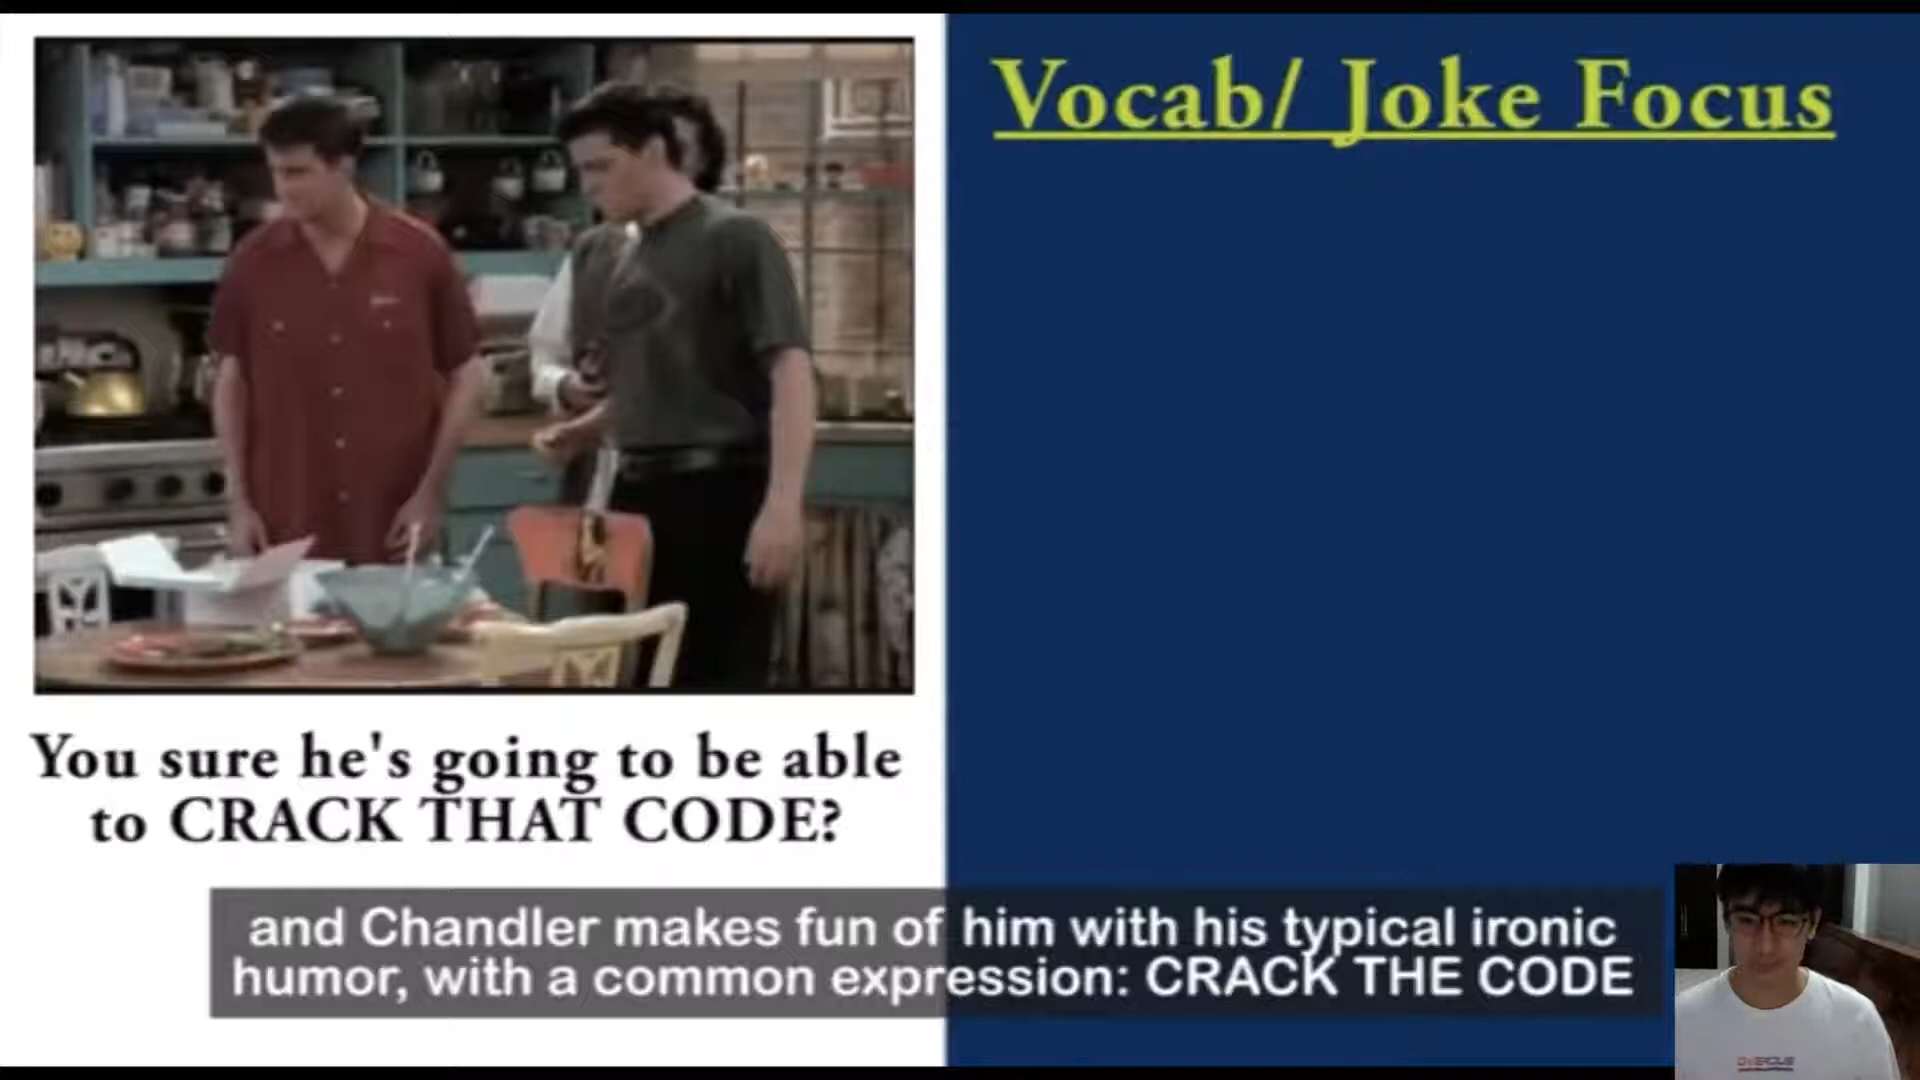 Vocab/ Joke Focus
You sure he's going to be able
to CRACK THAT CODE?
and Chandler makes fun of him with his typical ironic
humor, with a common expression: CRACK THE CODE